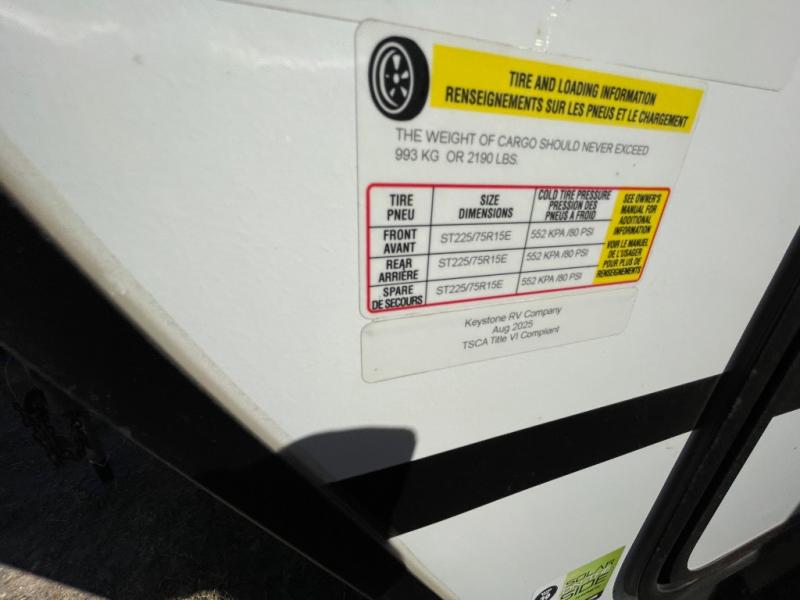 TIRE AND LOADING INFORMATION
RENSEIGNEMENTS SUR LES PNEUS ET LE CHARGEMENT
THE WEIGHT OF CARGO SHOULD NEVER EXCEED
993 KG OR 2190 LBS.
TIRE
PNEU
SIZE
DIMENSIONS
COLD TIRE PRESSURE
PRESSION DES
PNEUS A FROID
SEE OWNER'S
MANUAL FOR
ADDITIONAL
INFORMATION
VOIR LE MANUEL
DE L'USAGER
POUR PLUS DE
RENSEIGNEMENTS
FRONT
AVANT
ST225/75R15E
552 KPA /80 PSI
REAR
ARRIÈRE
ST225/75R15E
552 KPA /80 PSI
SPARE
DE SECOURS
ST225/75R15E
552 KPA /80 PSI
Keystone RV Company
Aug 2025
TSCA Title VI Compliant
SOLAR
SIDE